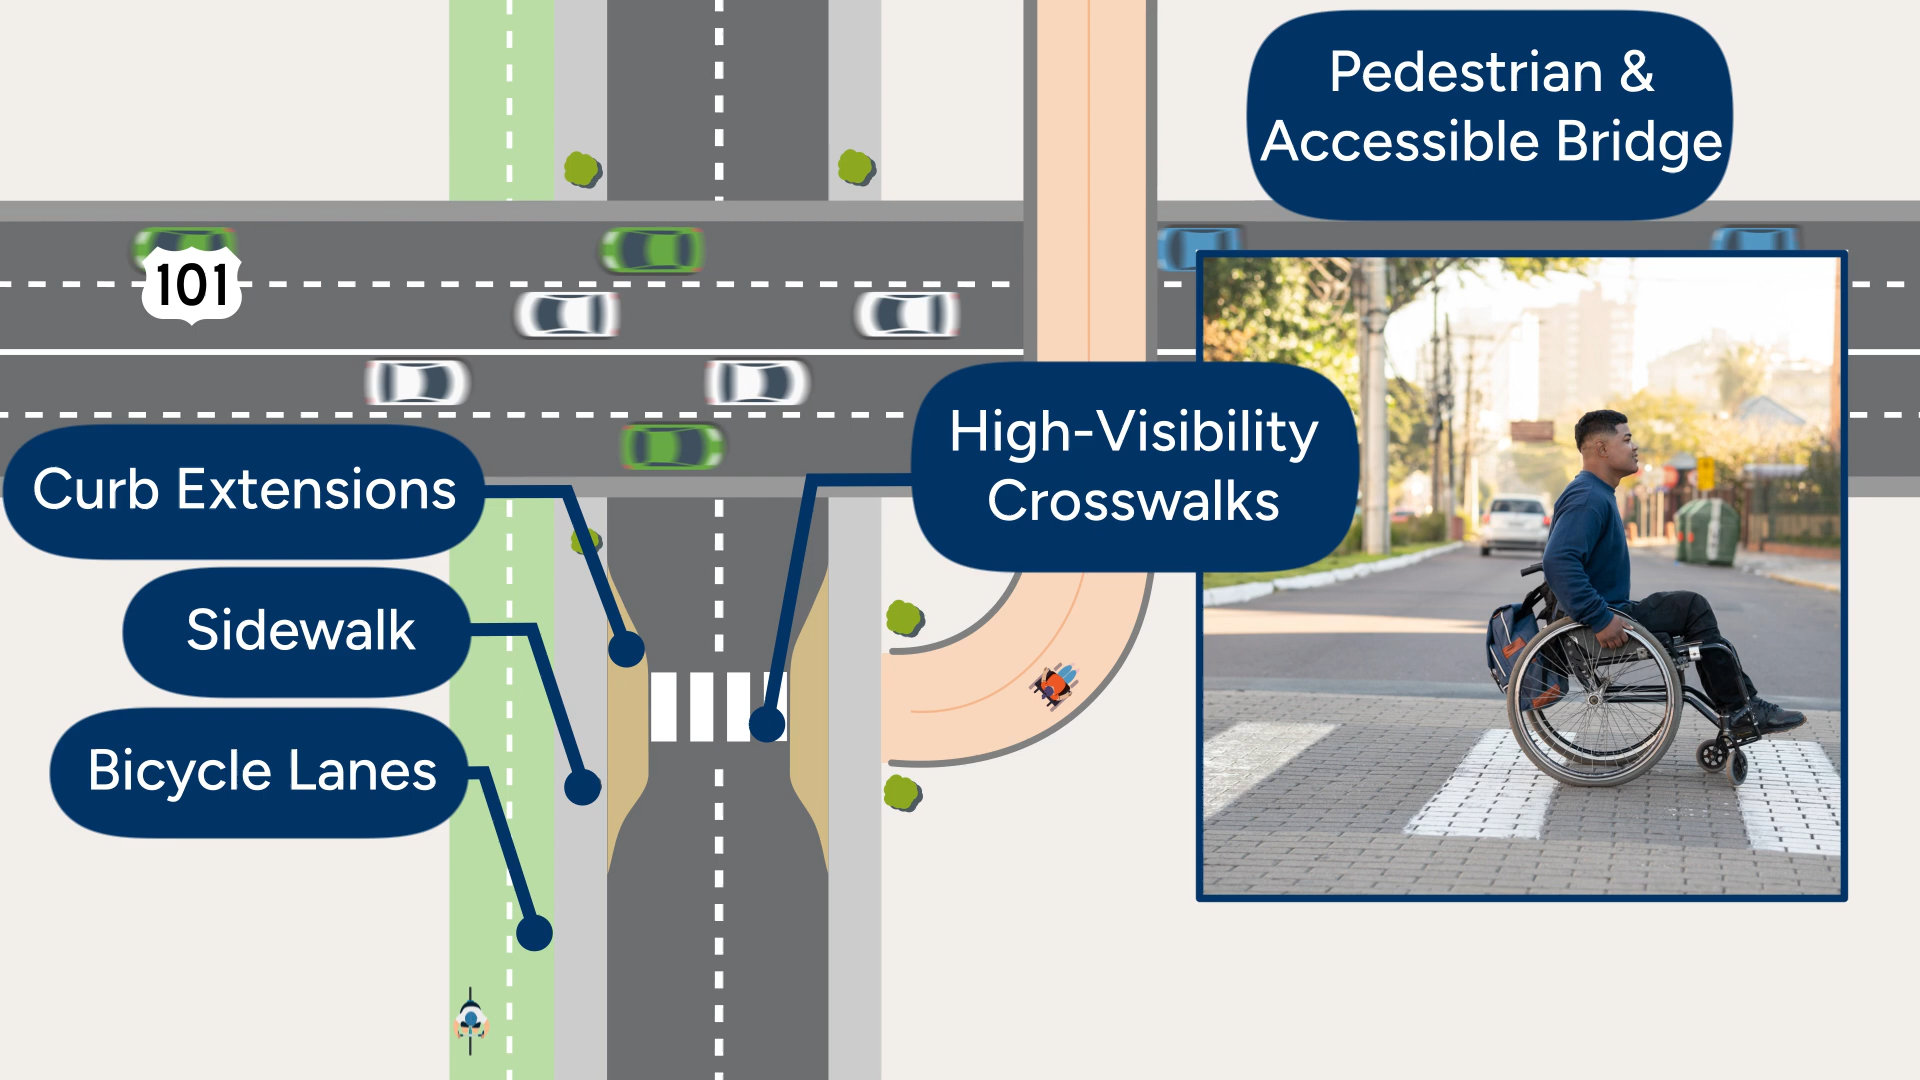 Pedestrian &
Accessible Bridge
101
High-Visibility
Crosswalks
Curb Extensions
Sidewalk
Bicycle Lanes